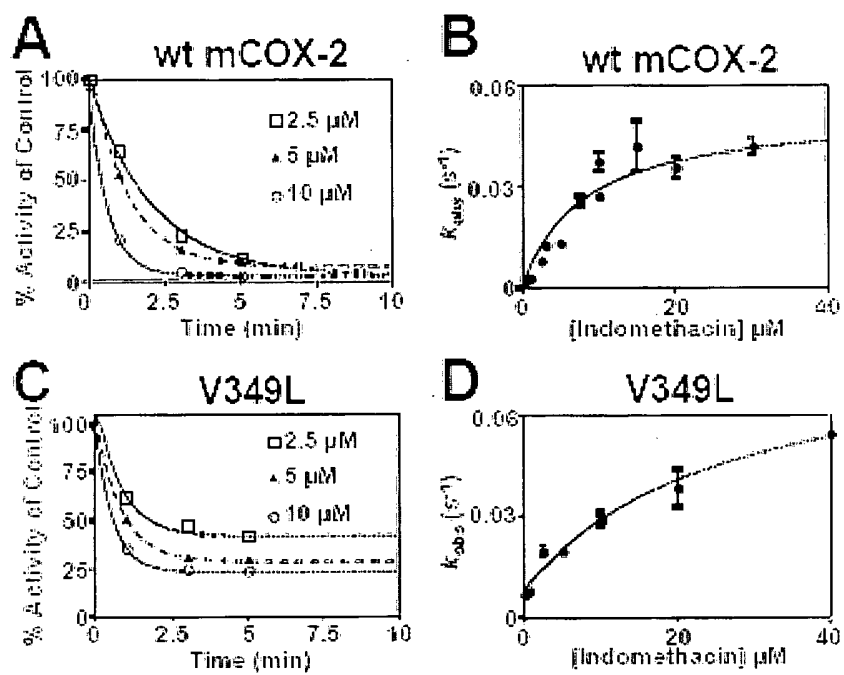 A
wt mCOX-2
% Activity of Control
100
75
50
25
0
2.5 µM
5 µM
10 µM
0
2.5
5
7.5
10
Time (min)
B
wt mCOX-2
kobs (s-1)
0.06
0.03
0
0
20
40
[Indomethacin] µM
C
V349L
% Activity of Control
100
75
50
25
0
2.5 µM
5 µM
10 µM
0
2.5
5
7.5
10
Time (min)
D
V349L
kobs (s-1)
0.06
0.03
0
0
20
40
[Indomethacin] µM